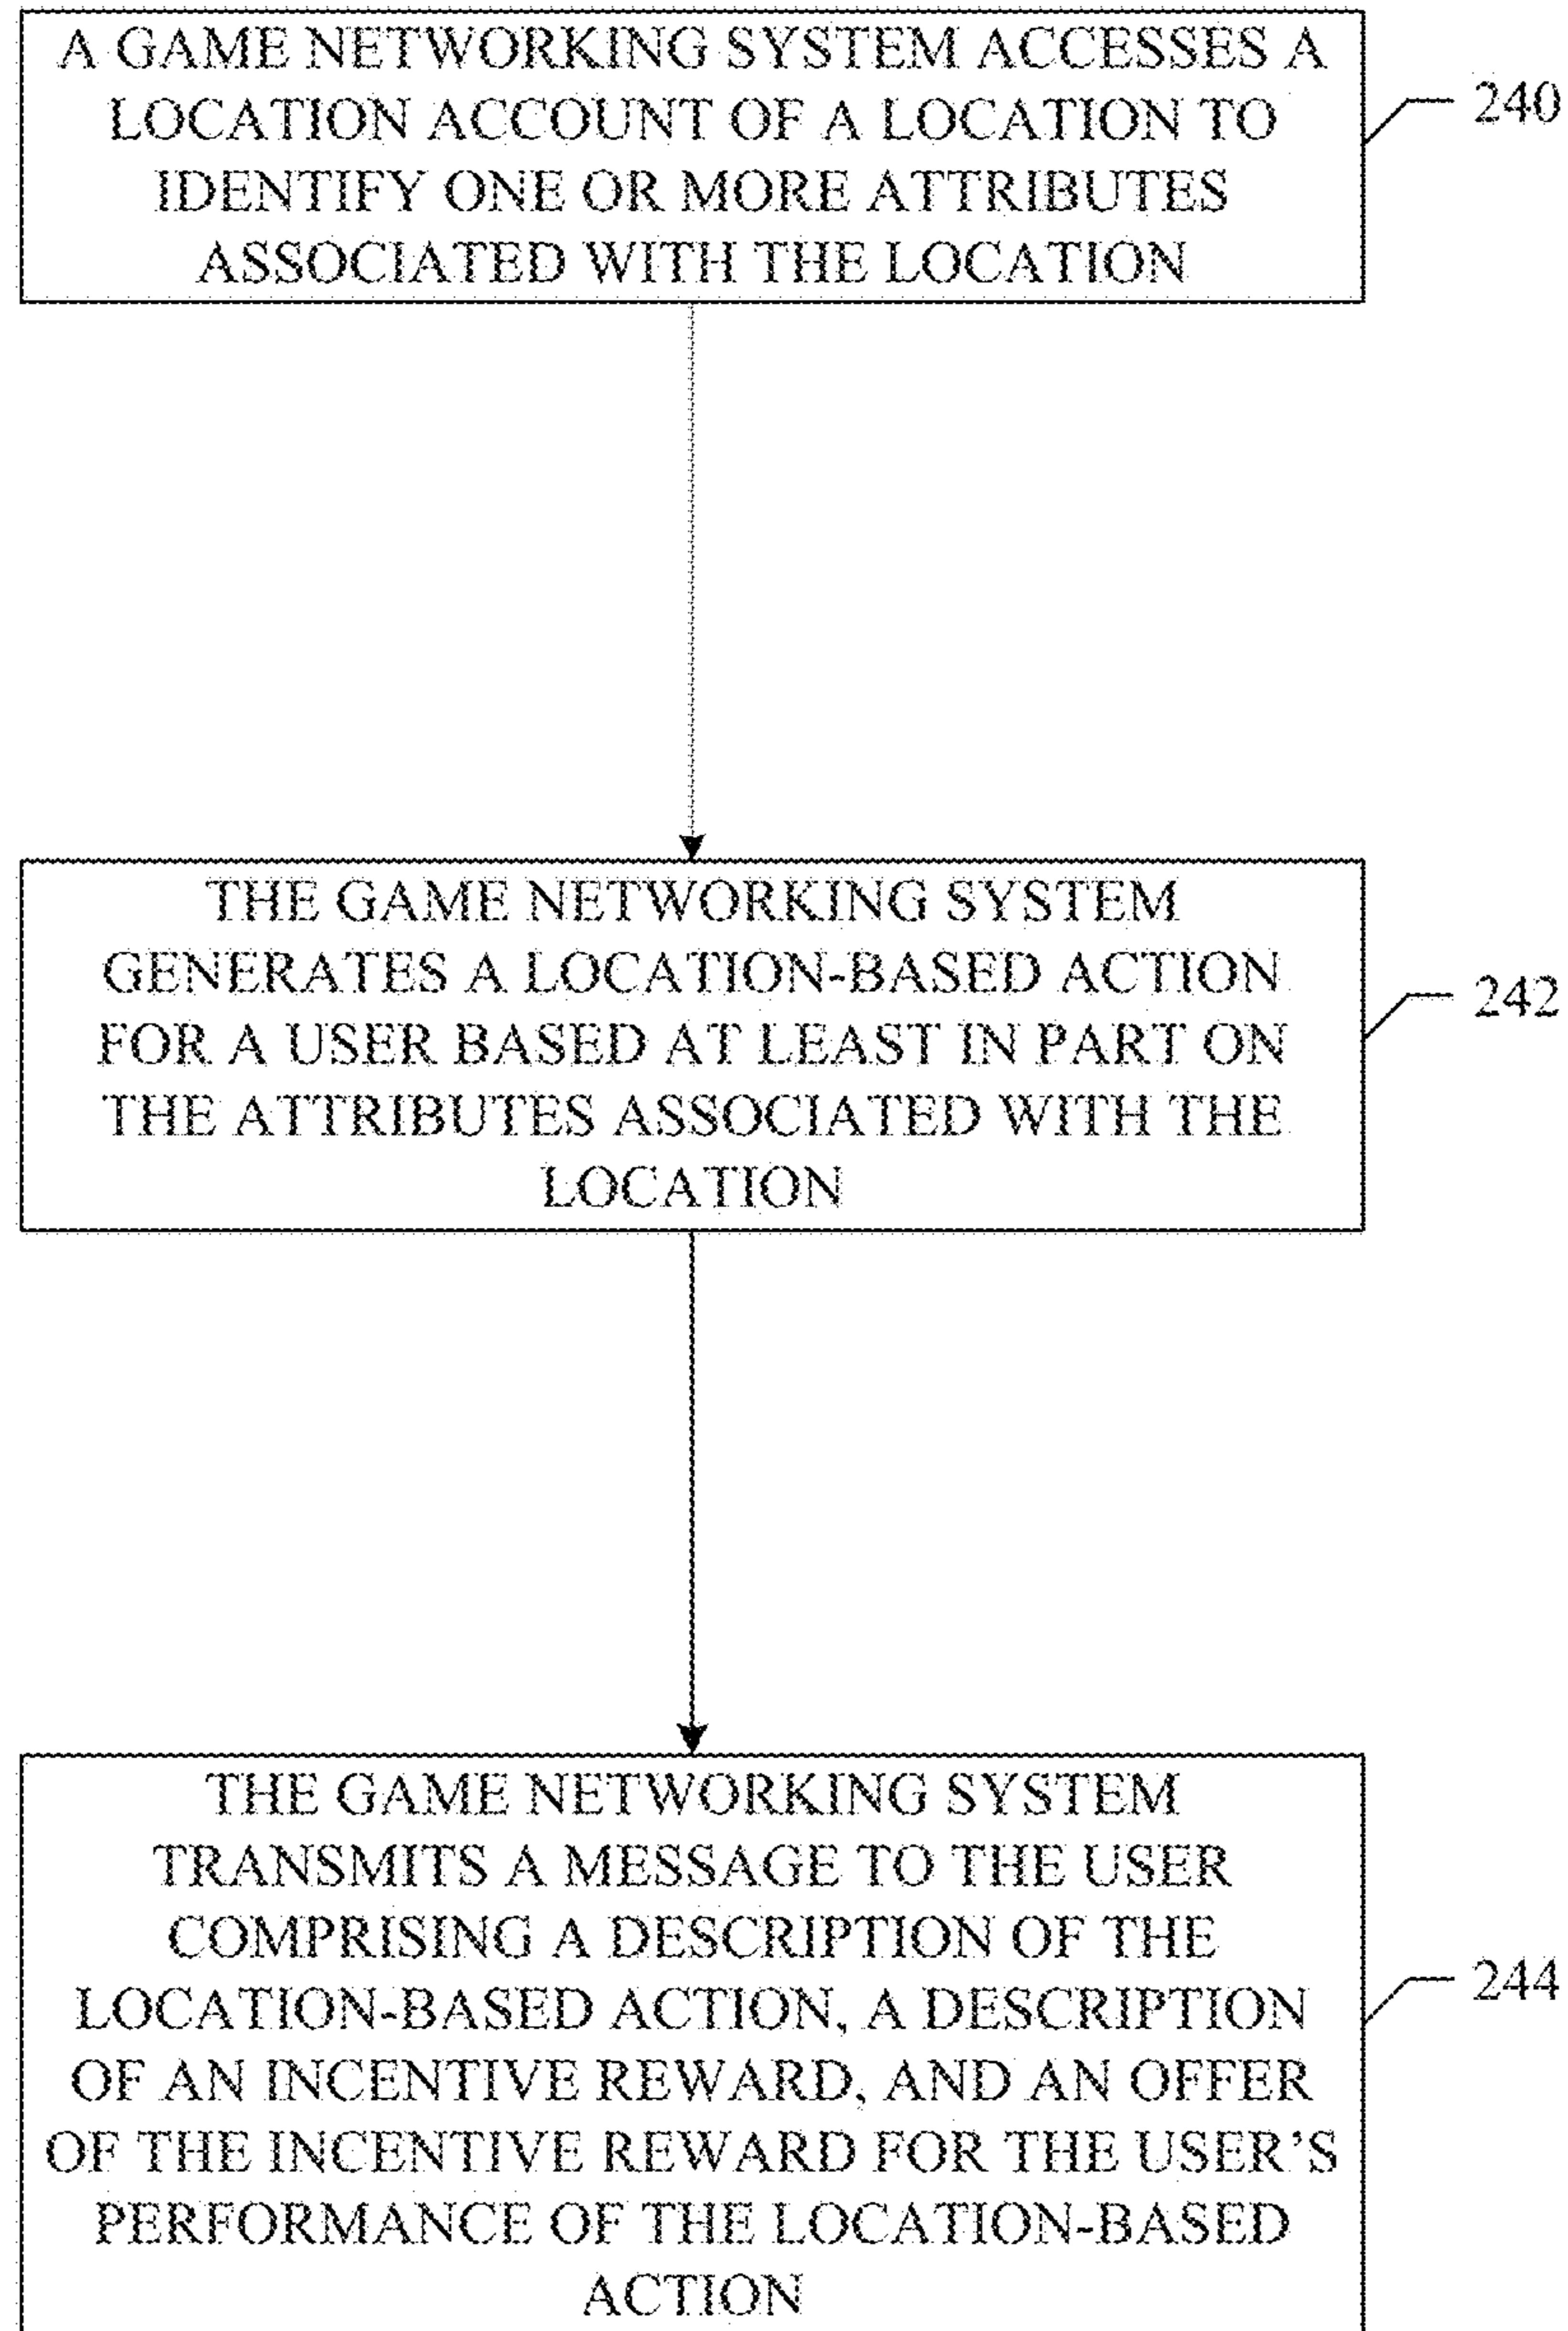 A GAME NETWORKING SYSTEM ACCESSES A
LOCATION ACCOUNT OF A LOCATION TO
IDENTIFY ONE OR MORE ATTRIBUTES
ASSOCIATED WITH THE LOCATION
240
THE GAME NETWORKING SYSTEM
GENERATES A LOCATION-BASED ACTION
FOR A USER BASED AT LEAST IN PART ON
THE ATTRIBUTES ASSOCIATED WITH THE
LOCATION
242
THE GAME NETWORKING SYSTEM
TRANSMITS A MESSAGE TO THE USER
COMPRISING A DESCRIPTION OF THE
LOCATION-BASED ACTION, A DESCRIPTION
OF AN INCENTIVE REWARD, AND AN OFFER
OF THE INCENTIVE REWARD FOR THE USER'S
PERFORMANCE OF THE LOCATION-BASED
ACTION
244